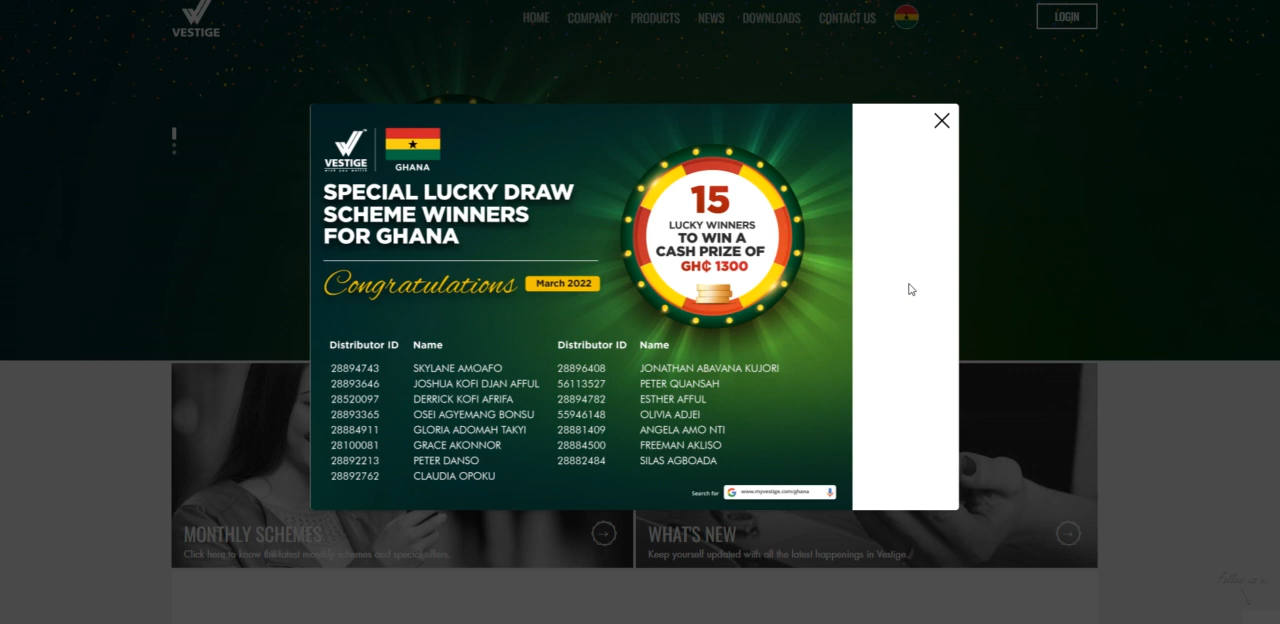 VESTIGE
HOME COMPANY PRODUCTS NEWS DOWNLOADS CONTACT US
LOGIN
VESTIGE
GHANA
SPECIAL LUCKY DRAW
SCHEME WINNERS
FOR GHANA
Congratulations
March 2022
15
LUCKY WINNERS
TO WIN A
CASH PRIZE OF
GH₵ 1300
Distributor ID Name Distributor ID Name
28894743 SKYLANE AMOAFO 28896408 JONATHAN ABAVANA KUJORI
28893646 JOSHUA KOFI DJAN AFFUL 56113527 PETER QUANSAH
28520097 DERRICK KOFI AFRIFA 28894782 ESTHER AFFUL
28893365 OSEI AGYEMANG BONSU 55946148 OLIVIA ADJEI
28884911 GLORIA ADOMAH TAKYI 28881409 ANGELA AMO NTI
28100081 GRACE AKONNOR 28884500 FREEMAN AKLISO
28892213 PETER DANSO 28882484 SILAS AGBOADA
28892762 CLAUDIA OPOKU
Search for www.myvestige.com/ghana
MONTHLY SCHEMES
Click here to know the latest monthly schemes and special offers.
WHAT'S NEW
Keep yourself updated with all the latest happenings in Vestige.